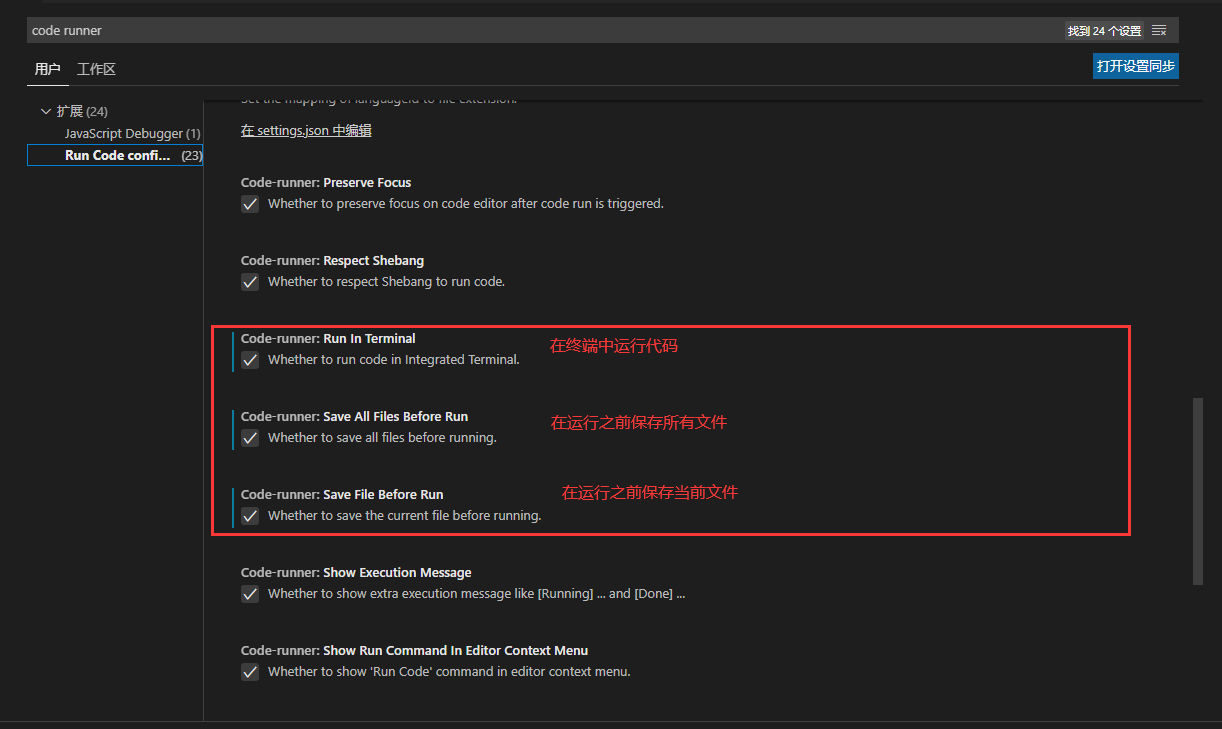 code runner
找到 24 个设置
用户 工作区
打开设置同步
扩展 (24)
JavaScript Debugger (1)
Run Code confi... (23)
Set the mapping of languageId to file extension.
在 settings.json 中编辑
Code-runner: Preserve Focus
Whether to preserve focus on code editor after code run is triggered.
Code-runner: Respect Shebang
Whether to respect Shebang to run code.
Code-runner: Run In Terminal
在终端中运行代码
Whether to run code in Integrated Terminal.
Code-runner: Save All Files Before Run
在运行之前保存所有文件
Whether to save all files before running.
Code-runner: Save File Before Run
在运行之前保存当前文件
Whether to save the current file before running.
Code-runner: Show Execution Message
Whether to show extra execution message like [Running] ... and [Done] ...
Code-runner: Show Run Command In Editor Context Menu
Whether to show 'Run Code' command in editor context menu.